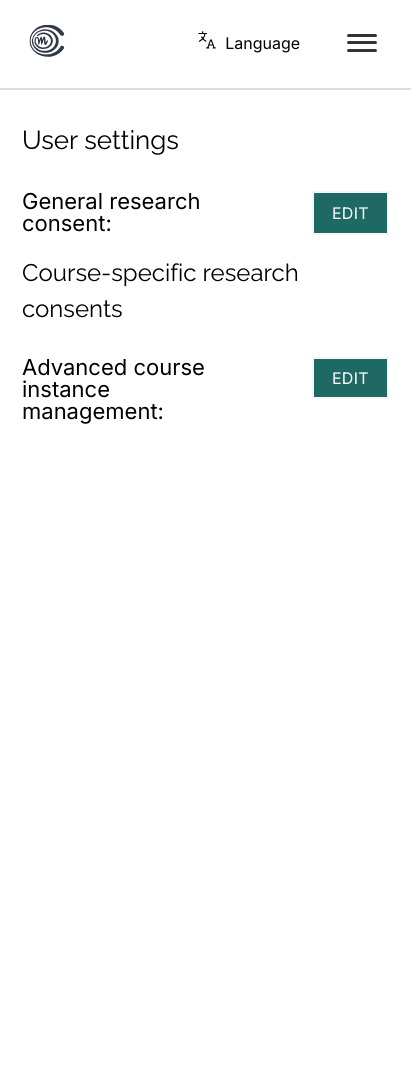 Language
User settings
General research
consent:
EDIT
Course-specific research
consents
Advanced course
instance
management:
EDIT